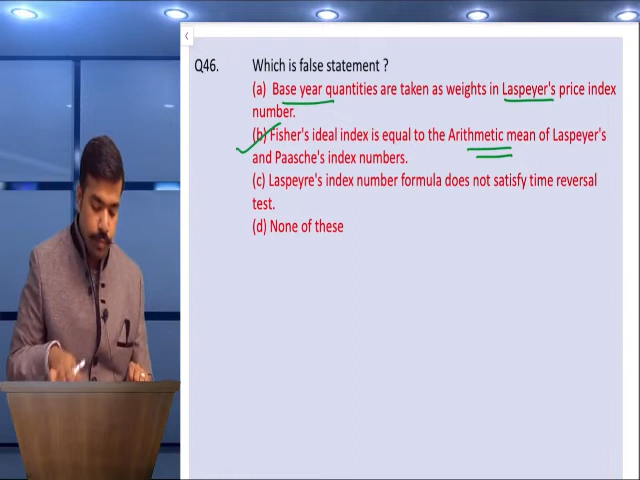 Q46. Which is false statement ?
(a) Base year quantities are taken as weights in Laspeyer's price index
number.
(b) Fisher's ideal index is equal to the Arithmetic mean of Laspeyer's
and Paasche's index numbers.
(c) Laspeyre's index number formula does not satisfy time reversal
test.
(d) None of these